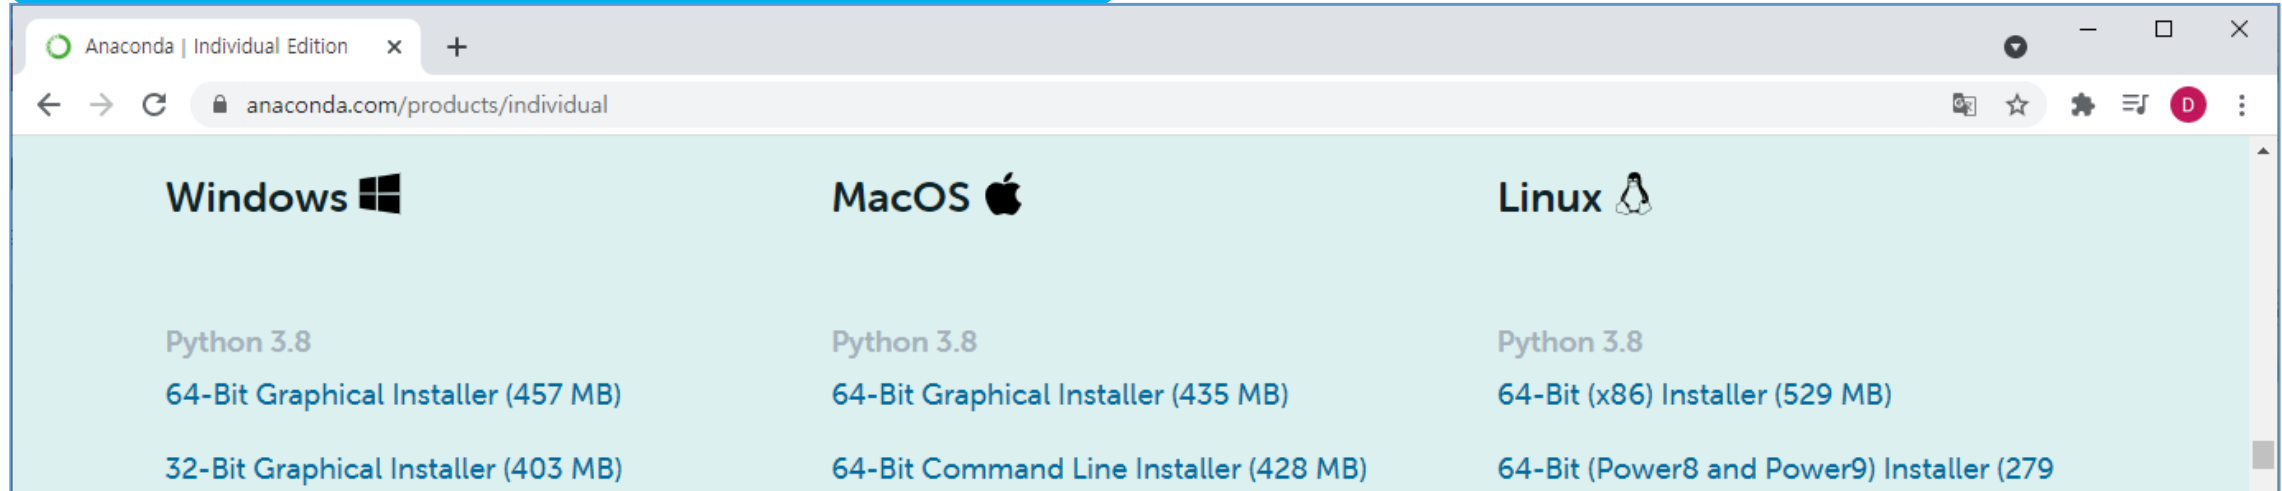 Anaconda | Individual Edition
anaconda.com/products/individual
D
Windows
MacOS
Linux
Python 3.8
Python 3.8
Python 3.8
64-Bit Graphical Installer (457 MB)
64-Bit Graphical Installer (435 MB)
64-Bit (x86) Installer (529 MB)
32-Bit Graphical Installer (403 MB)
64-Bit Command Line Installer (428 MB)
64-Bit (Power8 and Power9) Installer (279